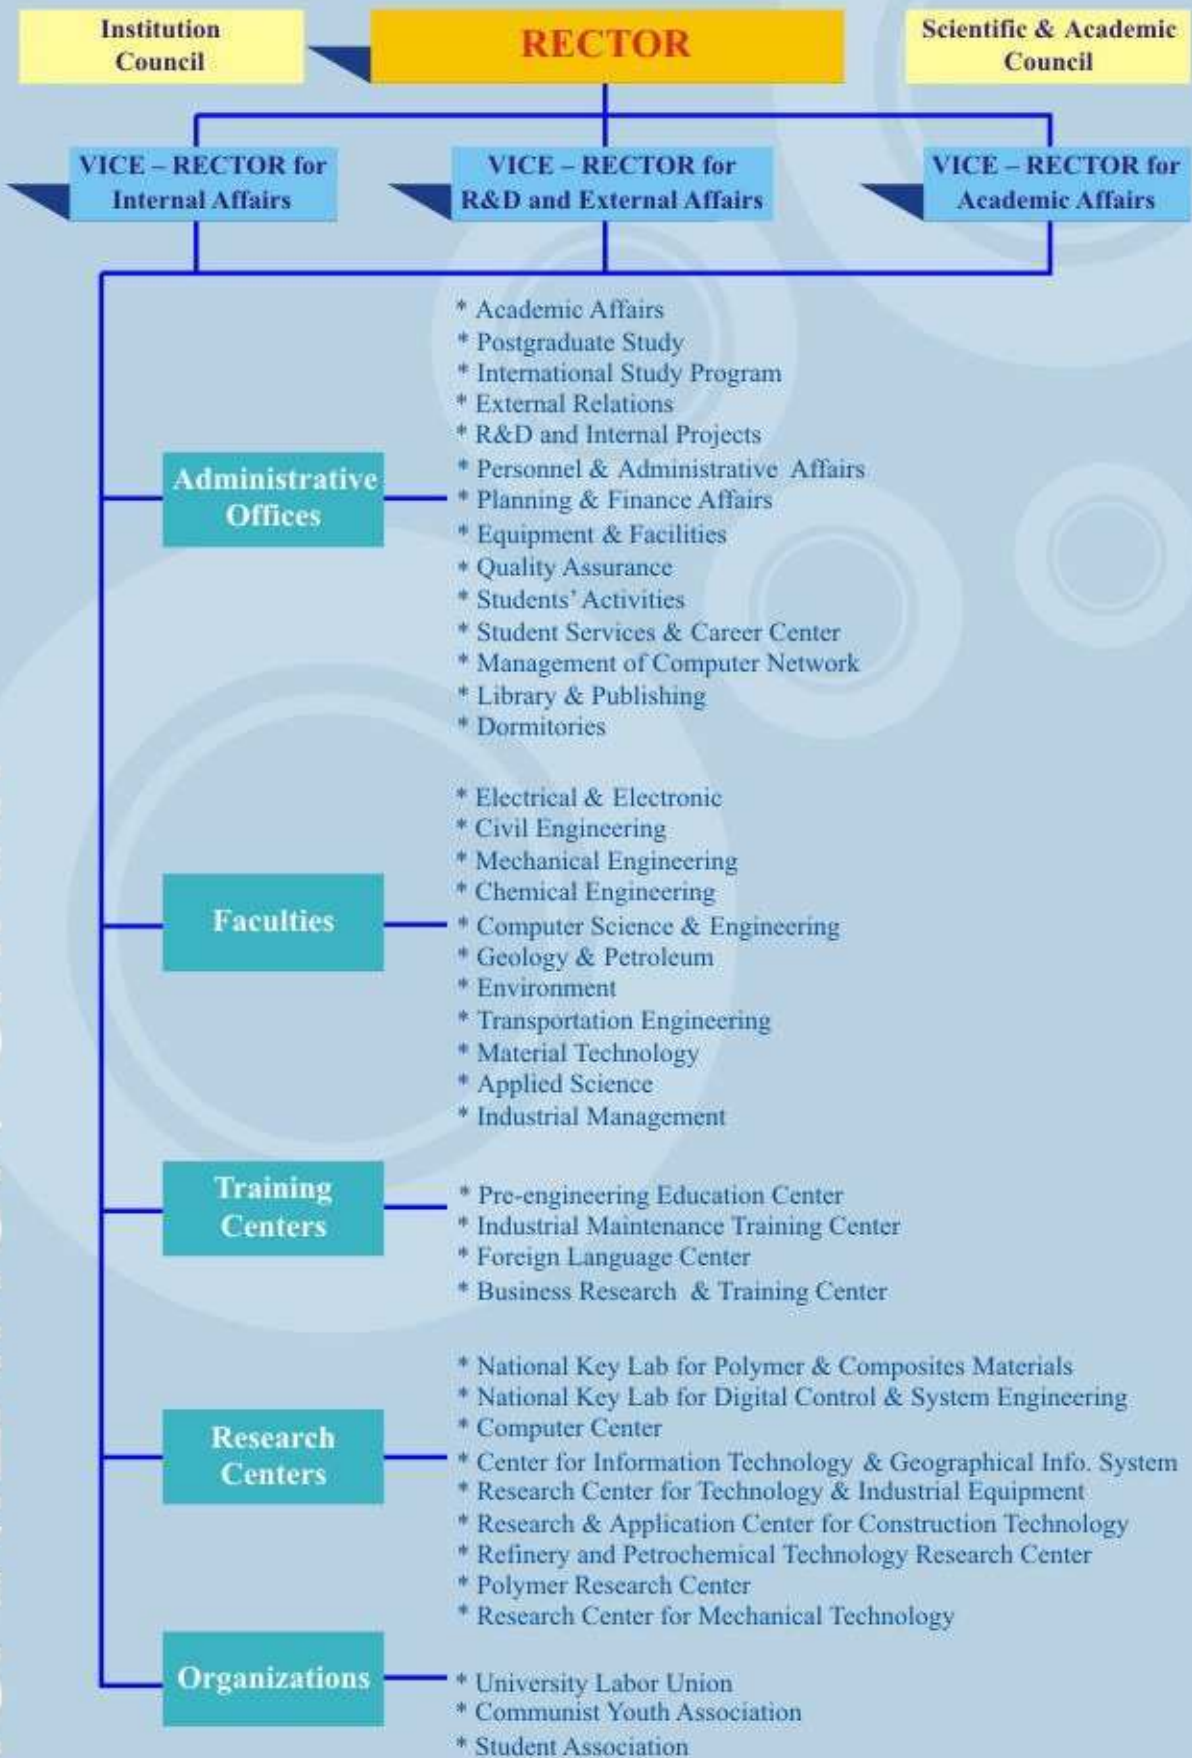 Institution
Council
RECTOR
Scientific & Academic
Council
VICE – RECTOR for
Internal Affairs
VICE – RECTOR for
R&D and External Affairs
VICE – RECTOR for
Academic Affairs
Administrative
Offices
* Academic Affairs
* Postgraduate Study
* International Study Program
* External Relations
* R&D and Internal Projects
* Personnel & Administrative Affairs
* Planning & Finance Affairs
* Equipment & Facilities
* Quality Assurance
* Students' Activities
* Student Services & Career Center
* Management of Computer Network
* Library & Publishing
* Dormitories
Faculties
* Electrical & Electronic
* Civil Engineering
* Mechanical Engineering
* Chemical Engineering
* Computer Science & Engineering
* Geology & Petroleum
* Environment
* Transportation Engineering
* Material Technology
* Applied Science
* Industrial Management
Training
Centers
* Pre-engineering Education Center
* Industrial Maintenance Training Center
* Foreign Language Center
* Business Research & Training Center
Research
Centers
* National Key Lab for Polymer & Composites Materials
* National Key Lab for Digital Control & System Engineering
* Computer Center
* Center for Information Technology & Geographical Info. System
* Research Center for Technology & Industrial Equipment
* Research & Application Center for Construction Technology
* Refinery and Petrochemical Technology Research Center
* Polymer Research Center
* Research Center for Mechanical Technology
Organizations
* University Labor Union
* Communist Youth Association
* Student Association